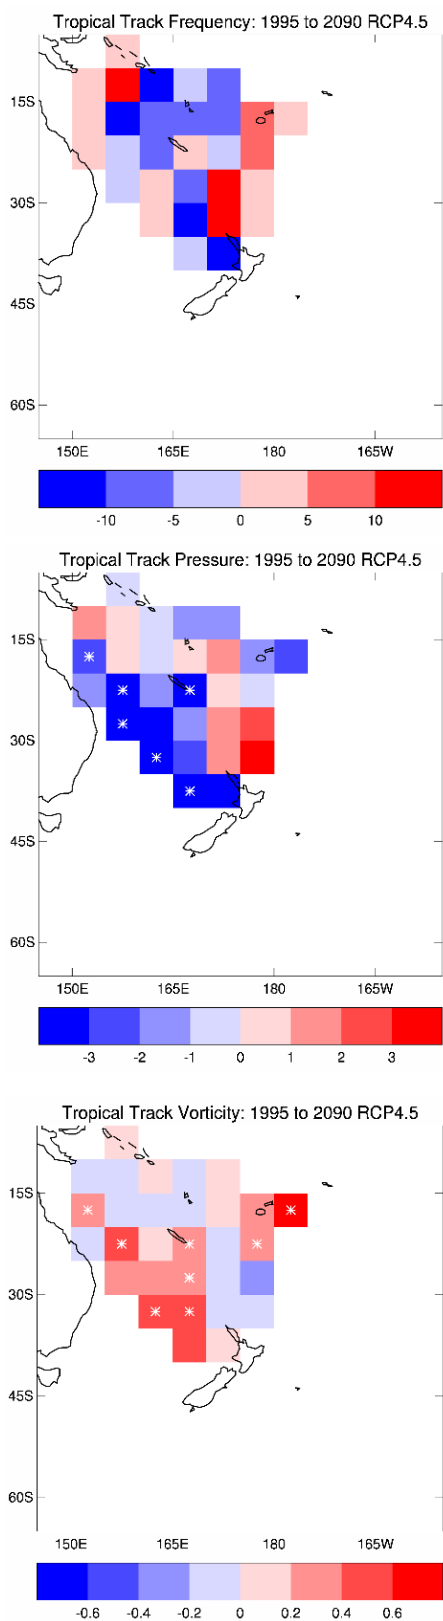 Tropical Track Frequency: 1995 to 2090 RCP4.5
15S
30S
45S
60S
150E 165E 180 165W
-10 -5 0 5 10
Tropical Track Pressure: 1995 to 2090 RCP4.5
15S
30S
45S
60S
150E 165E 180 165W
-3 -2 -1 0 1 2 3
Tropical Track Vorticity: 1995 to 2090 RCP4.5
15S
30S
45S
60S
150E 165E 180 165W
-0.6 -0.4 -0.2 0 0.2 0.4 0.6